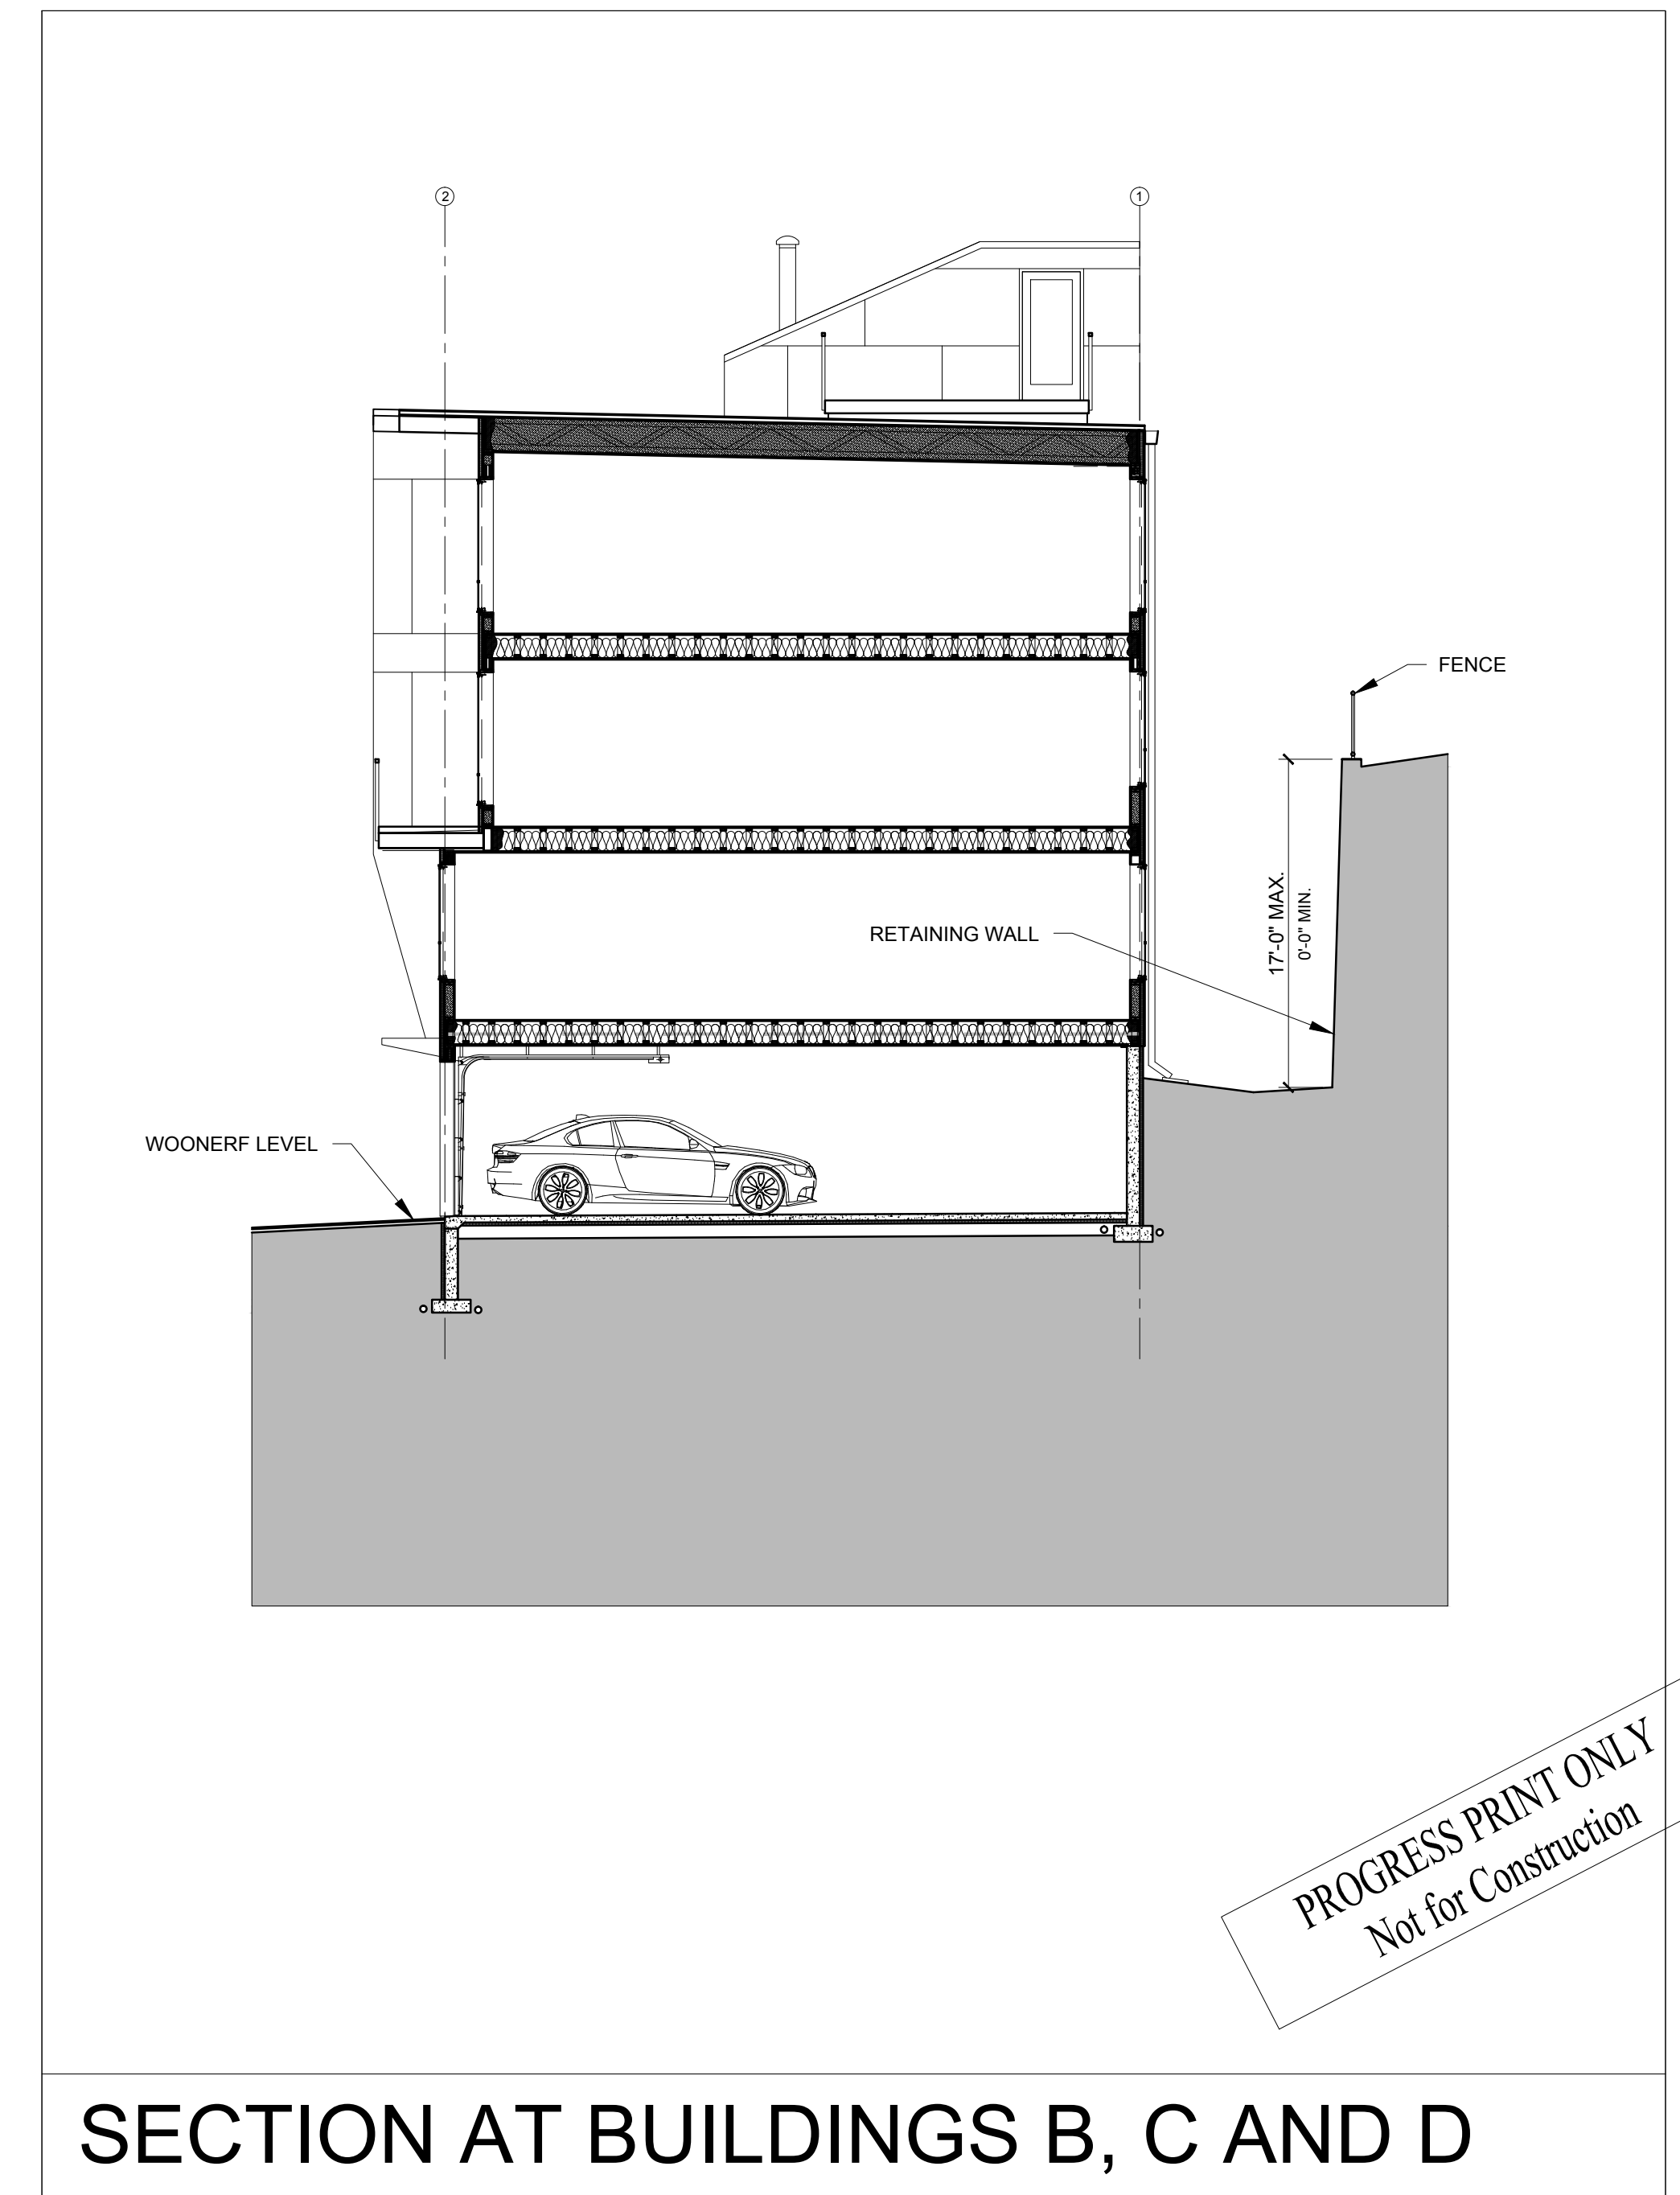 2
1
FENCE
17'-0" MAX.
0'-0" MIN.
RETAINING WALL
WOONERF LEVEL
PROGRESS PRINT ONLY
Not for Construction
SECTION AT BUILDINGS B, C AND D